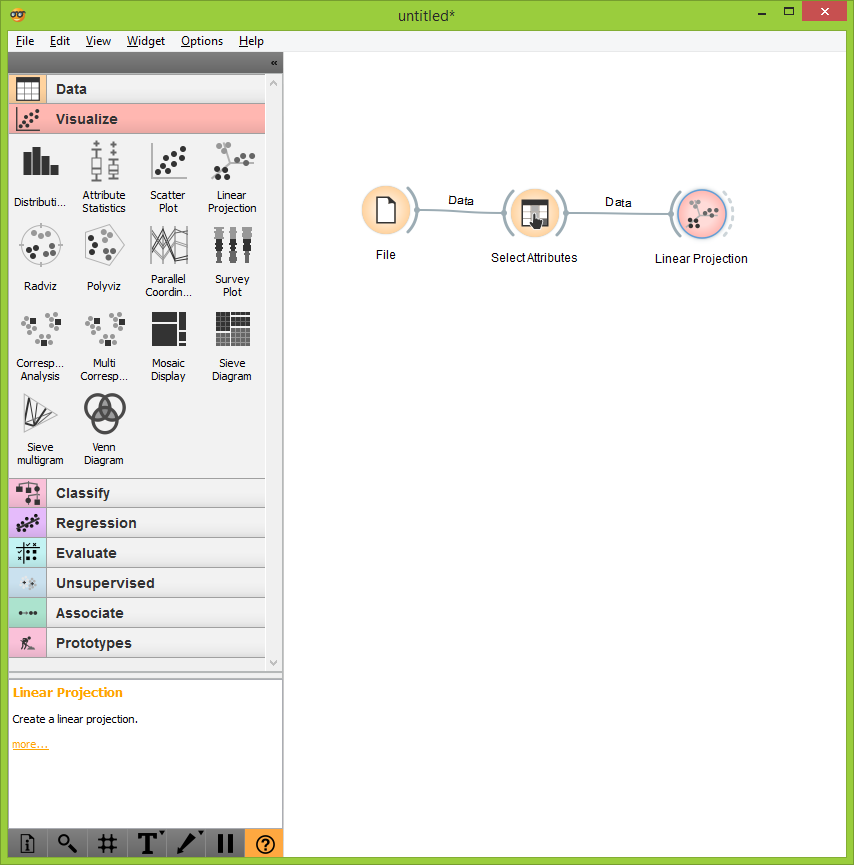 untitled*
File Edit View Widget Options Help
«
Data
Visualize
Distributi... Attribute Statistics Scatter Plot Linear Projection
Radviz Polyviz Parallel Coordin... Survey Plot
Corresp... Analysis Multi Corresp... Mosaic Display Sieve Diagram
Sieve multigram Venn Diagram
Classify
Regression
Evaluate
Unsupervised
Associate
Prototypes
Linear Projection
Create a linear projection.
more...
T ?
Data Data
File Select Attributes Linear Projection